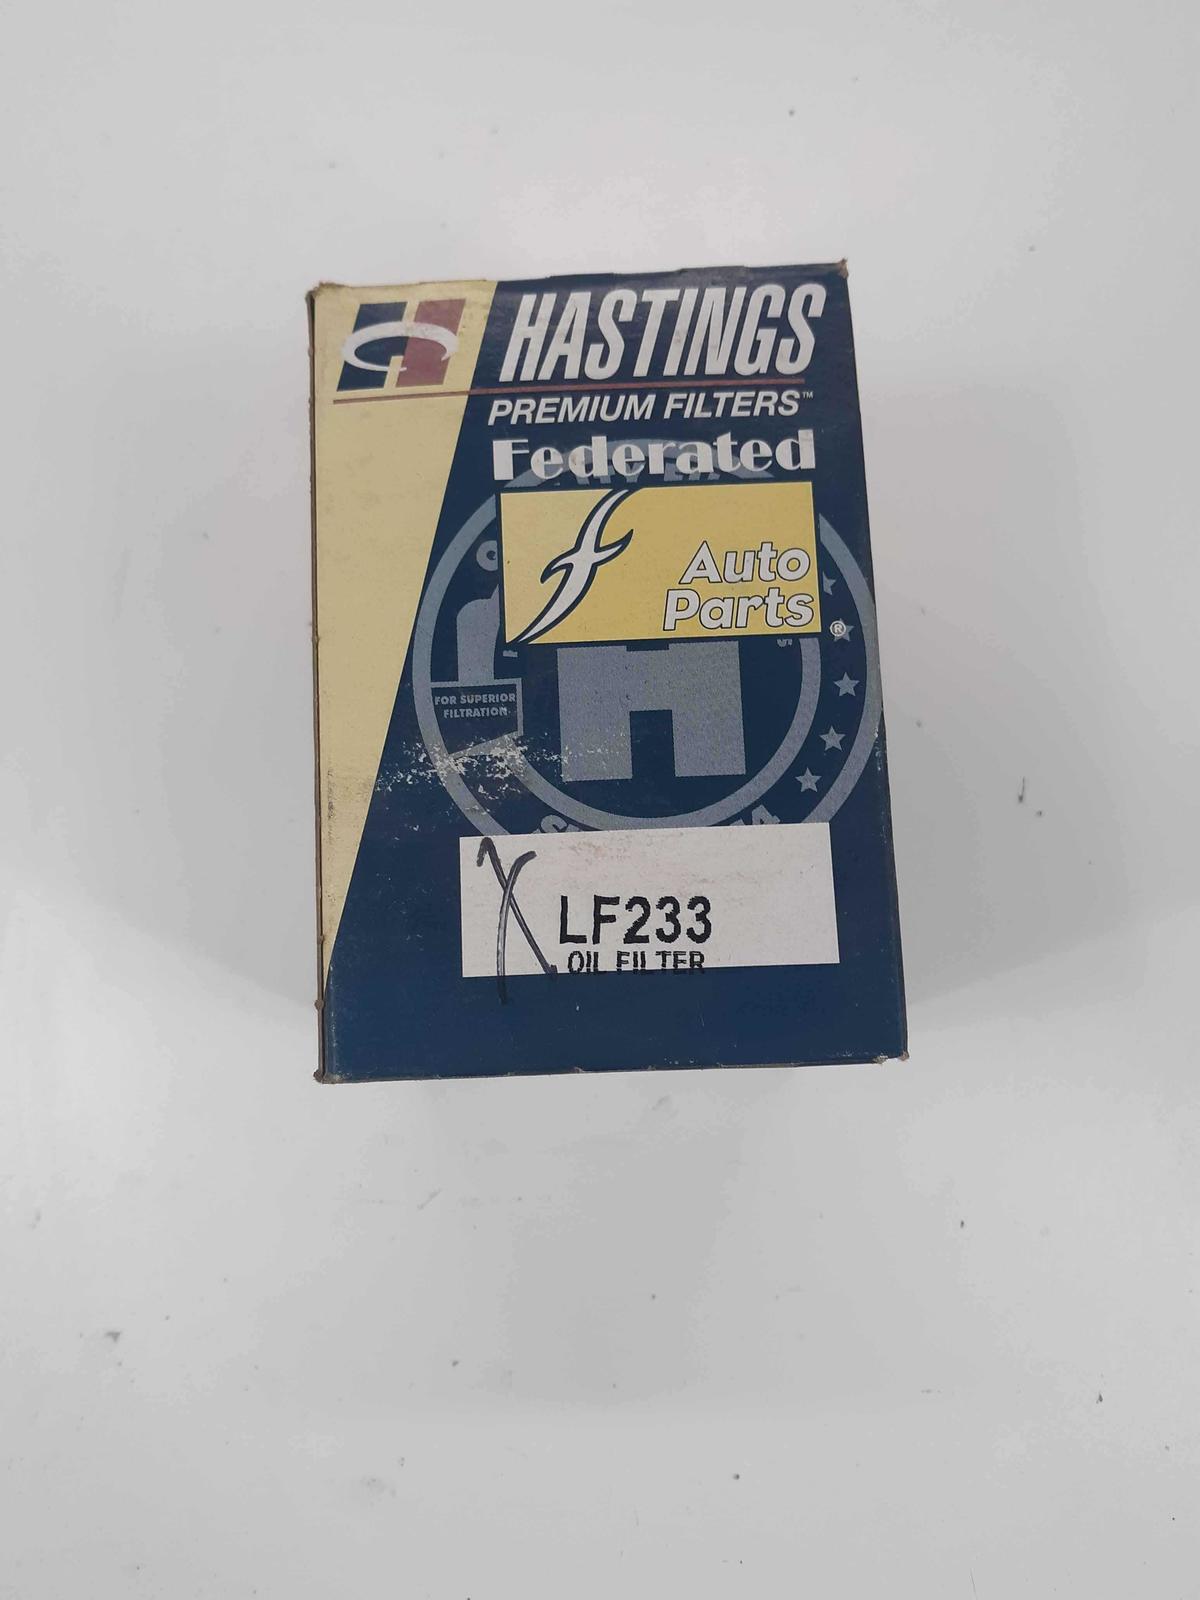 HASTINGS
PREMIUM FILTERS™
Federated
Auto
Parts®
FOR SUPERIOR
FILTRATION
H
X LF233
OIL FILTER